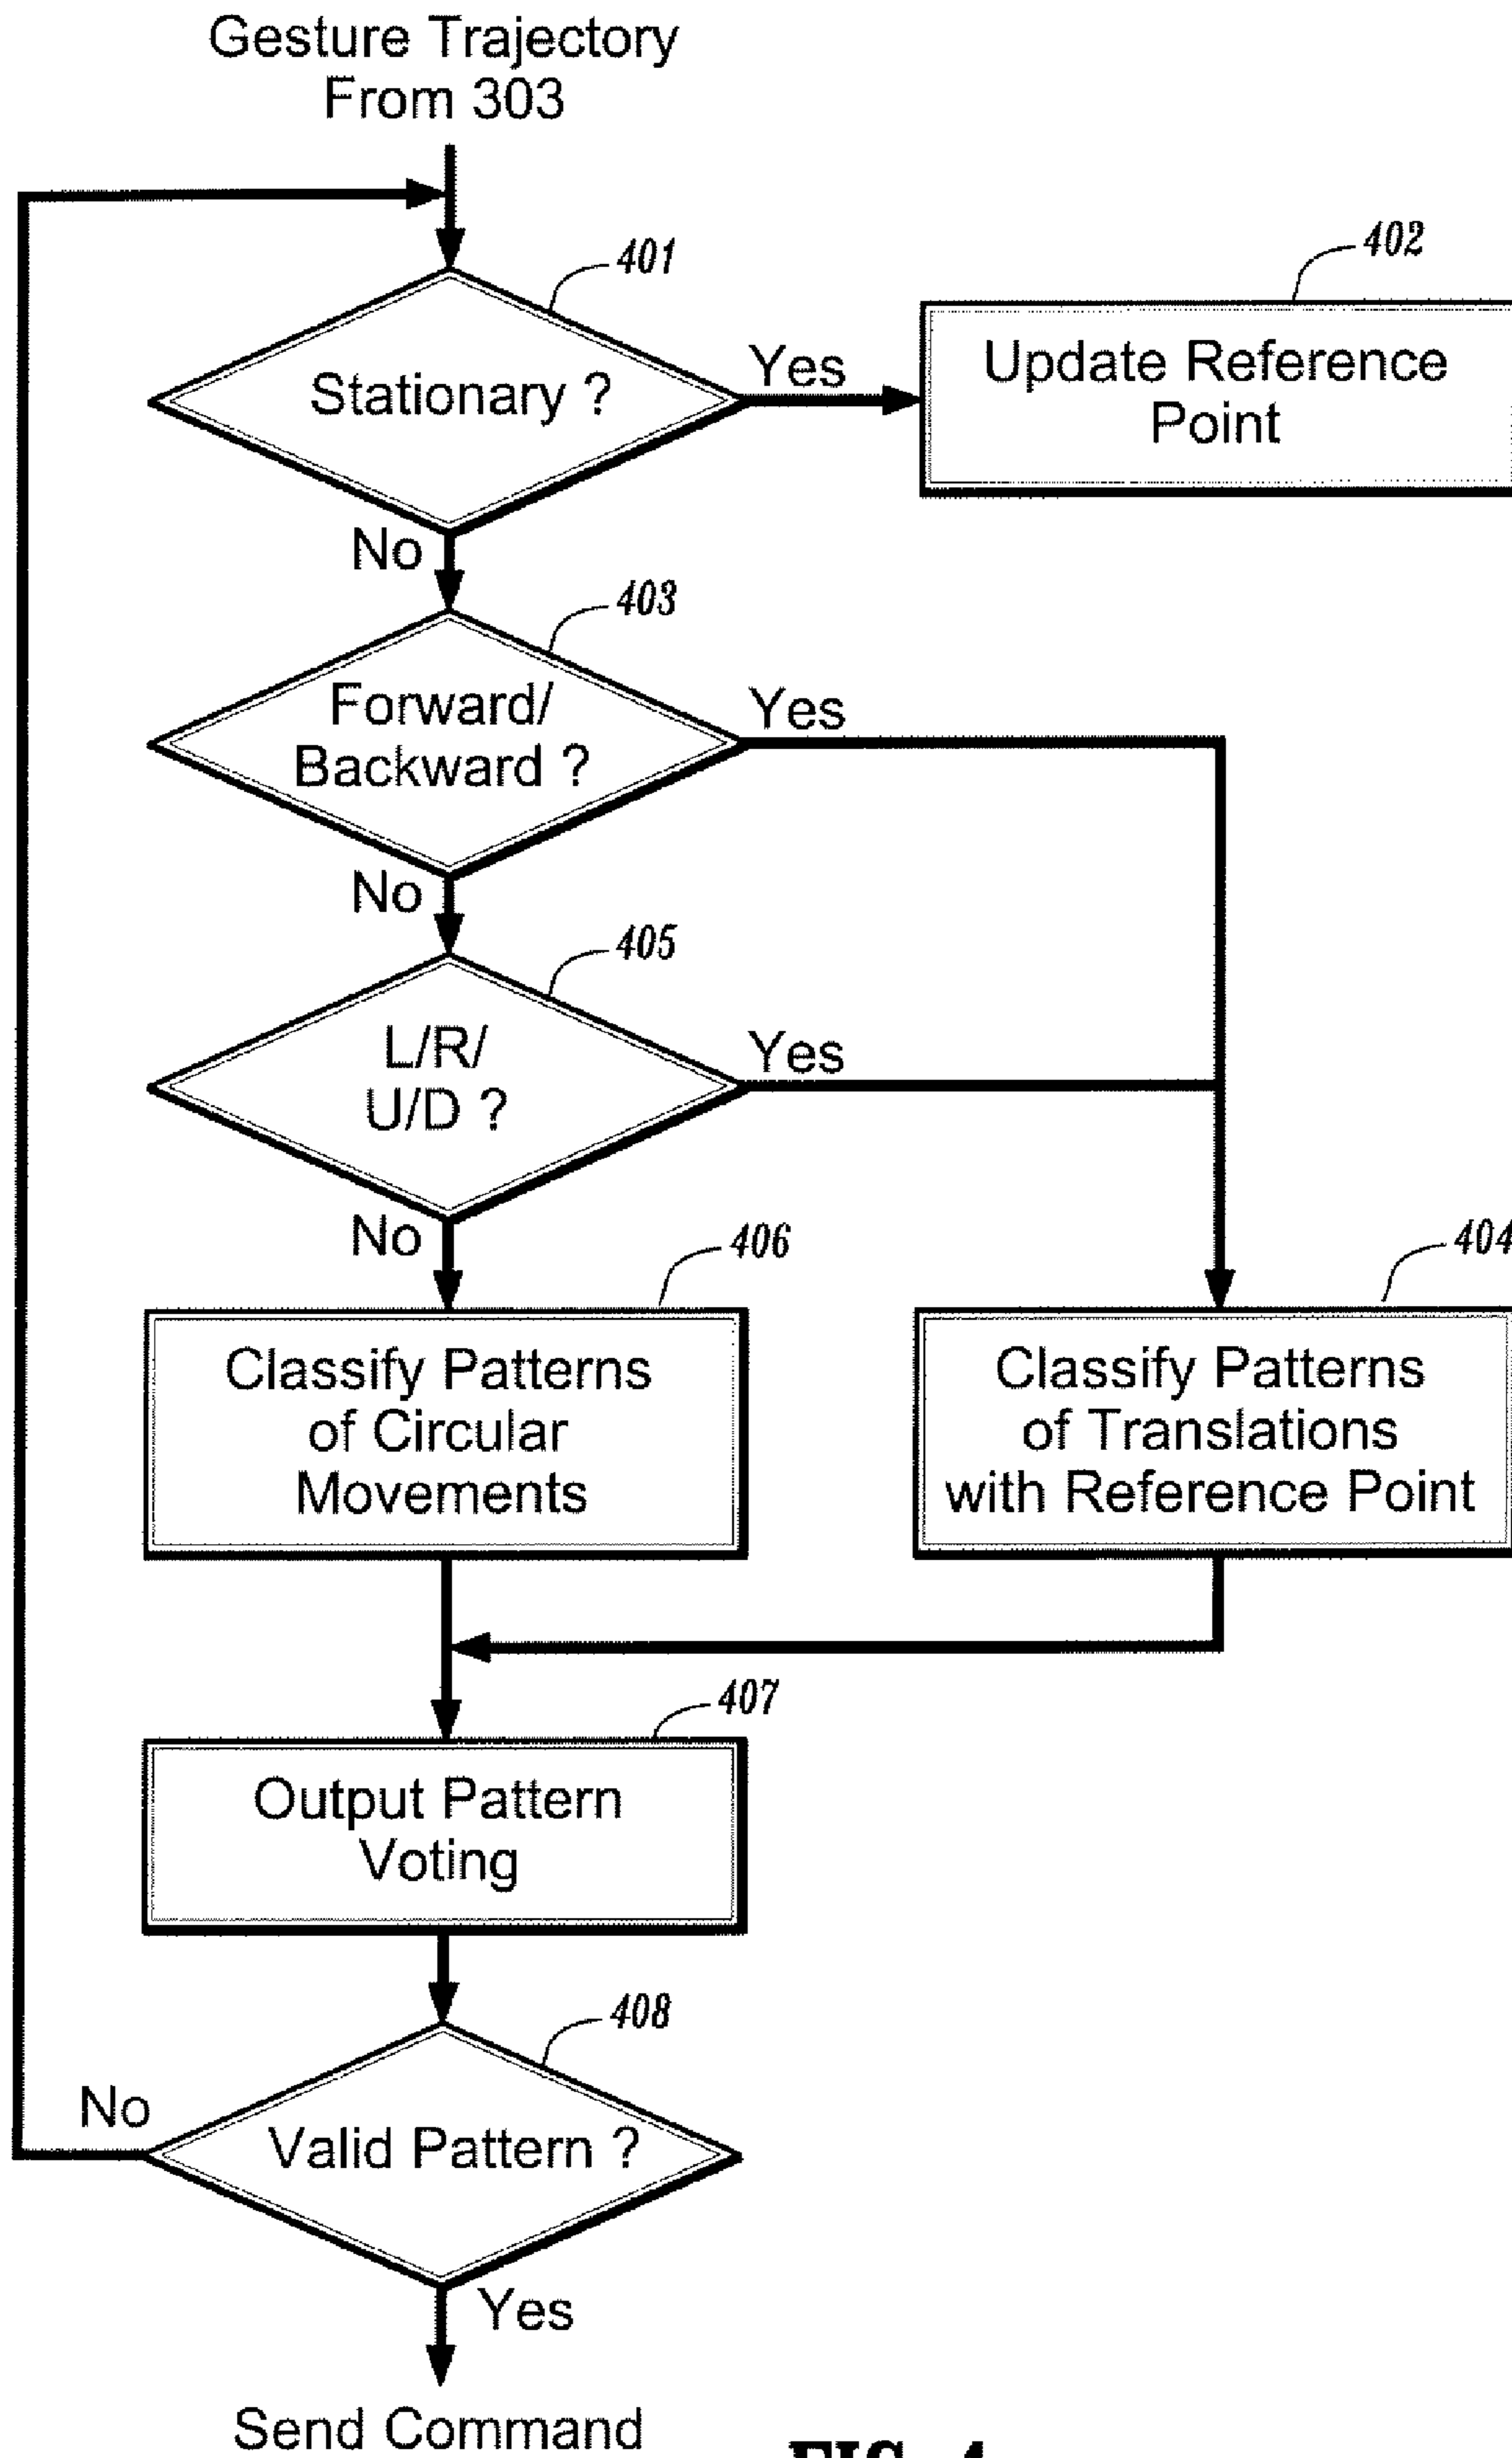 Gesture Trajectory
From 303
401
Stationary ?
Yes
402
Update Reference
Point
No
403
Forward/
Backward ?
Yes
No
405
L/R/
U/D ?
Yes
No
406
Classify Patterns
of Circular
Movements
404
Classify Patterns
of Translations
with Reference Point
407
Output Pattern
Voting
408
Valid Pattern ?
No
Yes
Send Command
FIG. 4